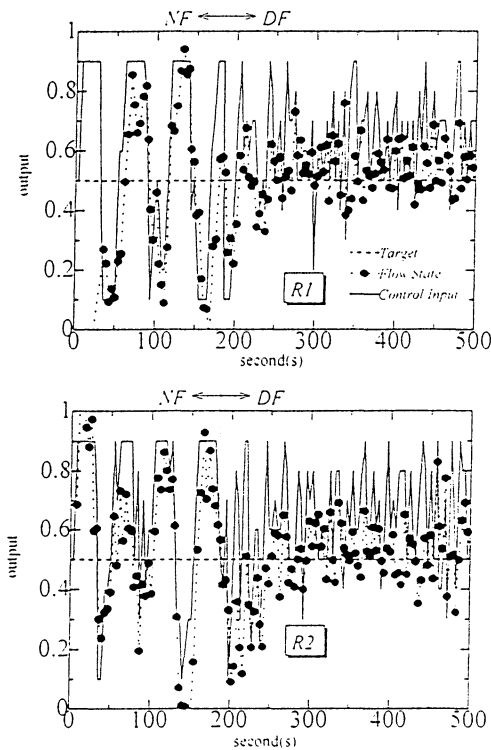 NF ⟷ DF
1
0.8
0.6
0.4
0.2
0
output
R1
Target
Flow State
Control Input
0 100 200 300 400 500
second(s)
NF ⟷ DF
1
0.8
0.6
0.4
0.2
0
output
R2
0 100 200 300 400 500
second(s)